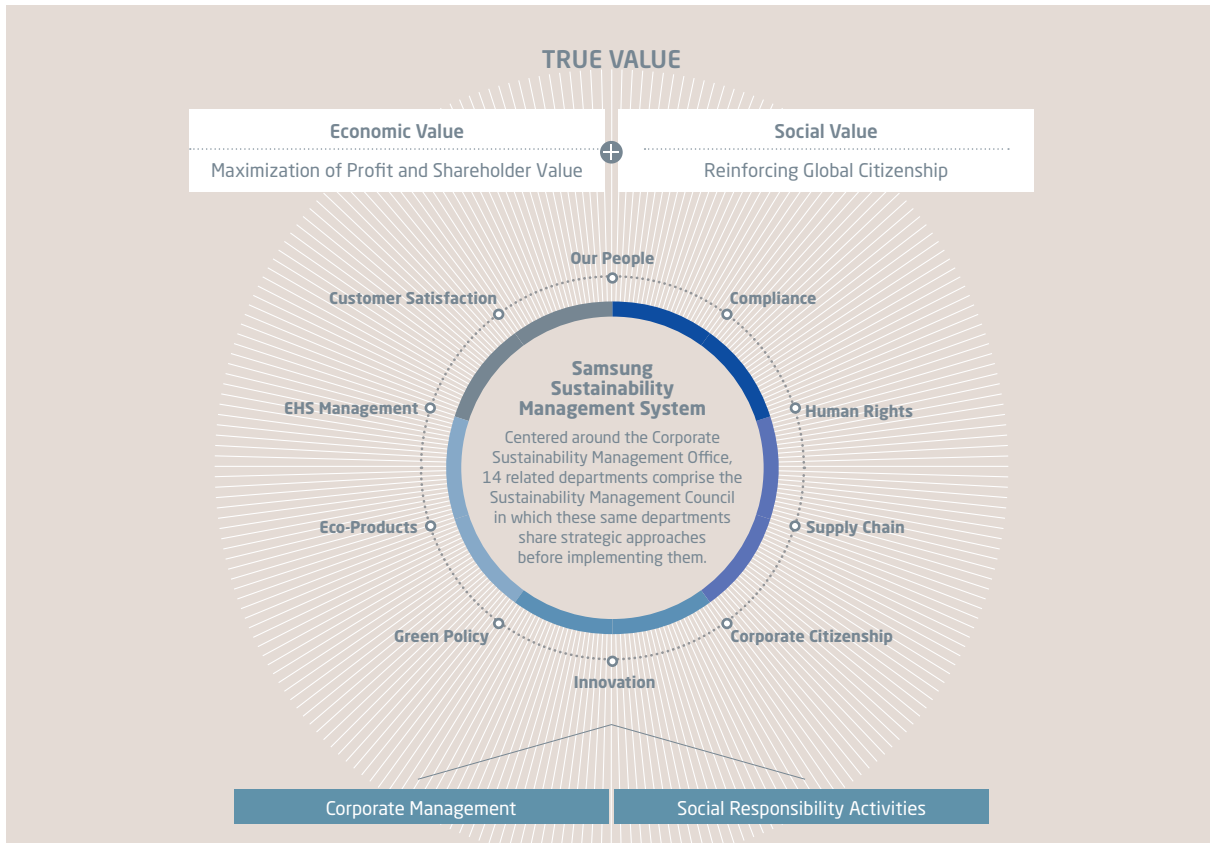 TRUE VALUE
Economic Value
Maximization of Profit and Shareholder Value
Social Value
Reinforcing Global Citizenship
Our People
Customer Satisfaction
Compliance
EHS Management
Human Rights
Eco-Products
Supply Chain
Green Policy
Corporate Citizenship
Innovation
Samsung
Sustainability
Management System
Centered around the Corporate
Sustainability Management Office,
14 related departments comprise the
Sustainability Management Council
in which these same departments
share strategic approaches
before implementing them.
Corporate Management
Social Responsibility Activities